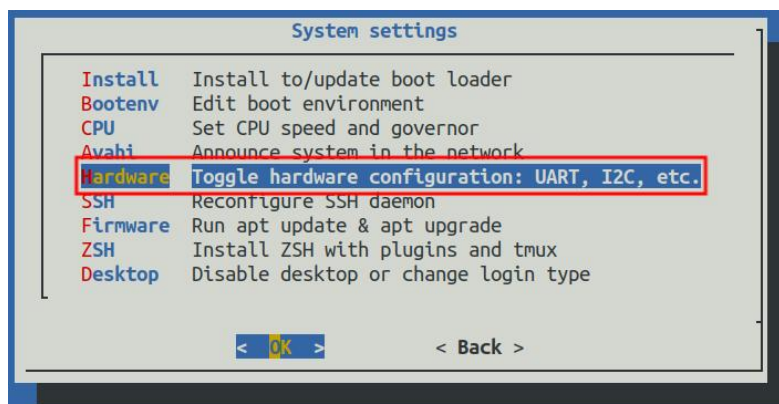 System settings
Install Install to/update boot loader
Bootenv Edit boot environment
CPU Set CPU speed and governor
Avahi Announce system in the network
Hardware Toggle hardware configuration: UART, I2C, etc.
SSH Reconfigure SSH daemon
Firmware Run apt update & apt upgrade
ZSH Install ZSH with plugins and tmux
Desktop Disable desktop or change login type
< OK > < Back >